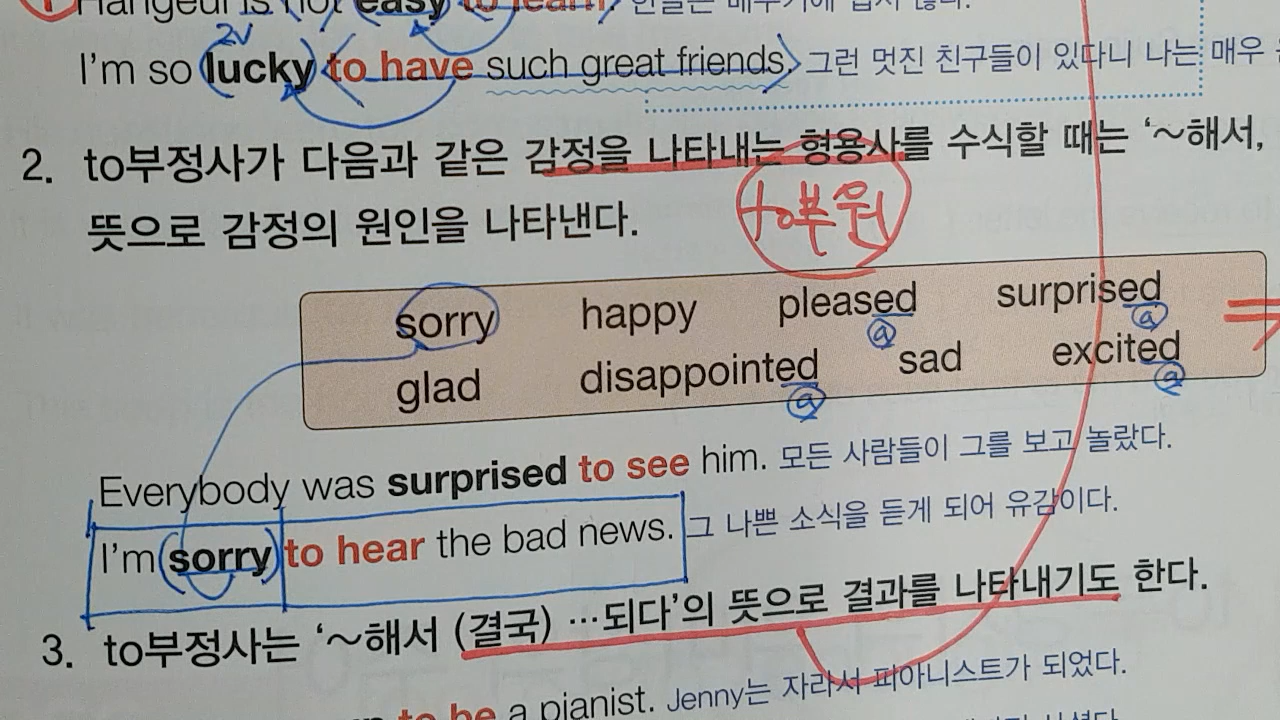 Hangeul is not easy to learn. 한글은 배우기에 쉽지 않다.
2V
I'm so lucky to have such great friends. 그런 멋진 친구들이 있다니 나는 매우
2. to부정사가 다음과 같은 감정을 나타내는 형용사를 수식할 때는 '~해서,
뜻으로 감정의 원인을 나타낸다.
to부원
sorry happy pleased surprised
ⓐ ⓐ
glad disappointed sad excited
ⓐ ⓐ
Everybody was surprised to see him. 모든 사람들이 그를 보고 놀랐다.
I'm sorry to hear the bad news. 그 나쁜 소식을 듣게 되어 유감이다.
3. to부정사는 '~해서 (결국) …되다'의 뜻으로 결과를 나타내기도 한다.
to be a pianist. Jenny는 자라서 피아니스트가 되었다.